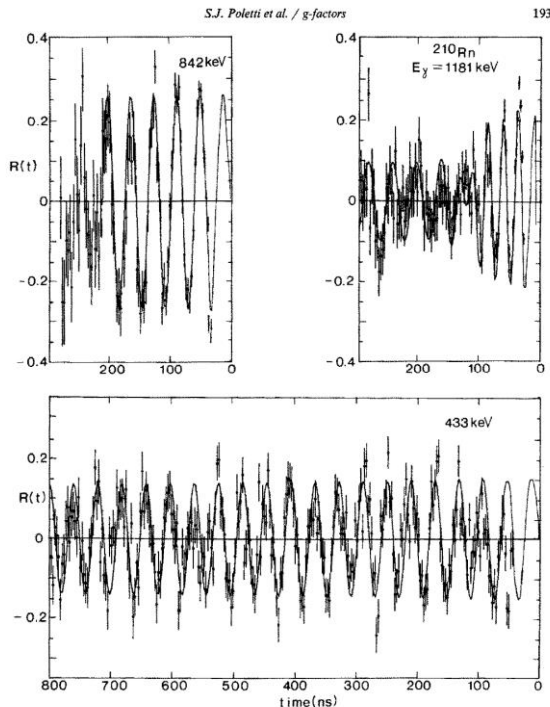 S.J. Poletti et al. / g-factors 193
0.4
842 keV
0.2
R(t)
0
-0.2
-0.4
200 100 0
0.4
210Rn
Eγ = 1181 keV
0.2
0
-0.2
-0.4
200 100 0
433 keV
0.2
R(t)
0
-0.2
800 700 600 500 400 300 200 100 0
time(ns)